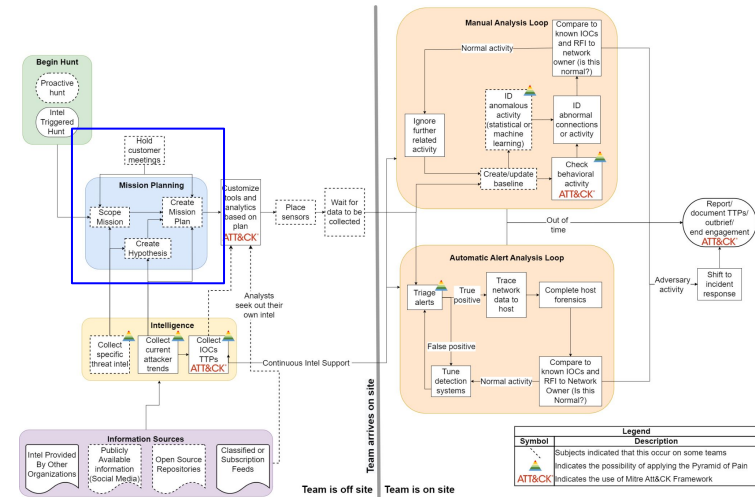 Begin Hunt
Proactive
hunt
Intel
Triggered
Hunt
Hold
customer
meetings
Mission Planning
Scope
Mission
Create
Mission
Plan
Create
Hypothesis
Customize
tools and
analytics
based on
plan
ATT&CK
Place
sensors
Wait for
data to be
collected
Analysts
seek out their
own intel
Intelligence
Collect
specific
threat intel
Collect
current
attacker
trends
Collect
IOCs
TTPs
ATT&CK
Continuous Intel Support
Information Sources
Intel Provided
By Other
Organizations
Publicly
Available
information
(Social Media)
Open Source
Repositories
Classified or
Subscription
Feeds
Team is off site
Team arrives on site
Team is on site
Manual Analysis Loop
Normal activity
Compare to
known IOCs
and RFI to
network
owner (is this
normal?)
Ignore
further
related
activity
ID
anomalous
activity
(statistical or
machine
learning)
ID
abnormal
connections
or activity
Create/update
baseline
Check
behavioral
activity
ATT&CK
Out of
time
Report/
document TTPs/
outbrief/
end engagement
ATT&CK
Automatic Alert Analysis Loop
Triage
alerts
True
positive
Trace
network
data to
host
Complete host
forensics
False positive
Tune
detection
systems
Normal activity
Compare to
known IOCs and
RFI to Network
Owner (Is this
Normal?)
Adversary
activity
Shift to
incident
response
Legend
Symbol Description
Subjects indicated that this occur on some teams
Indicates the possibility of applying the Pyramid of Pain
ATT&CK Indicates the use of Mitre Att&CK Framework